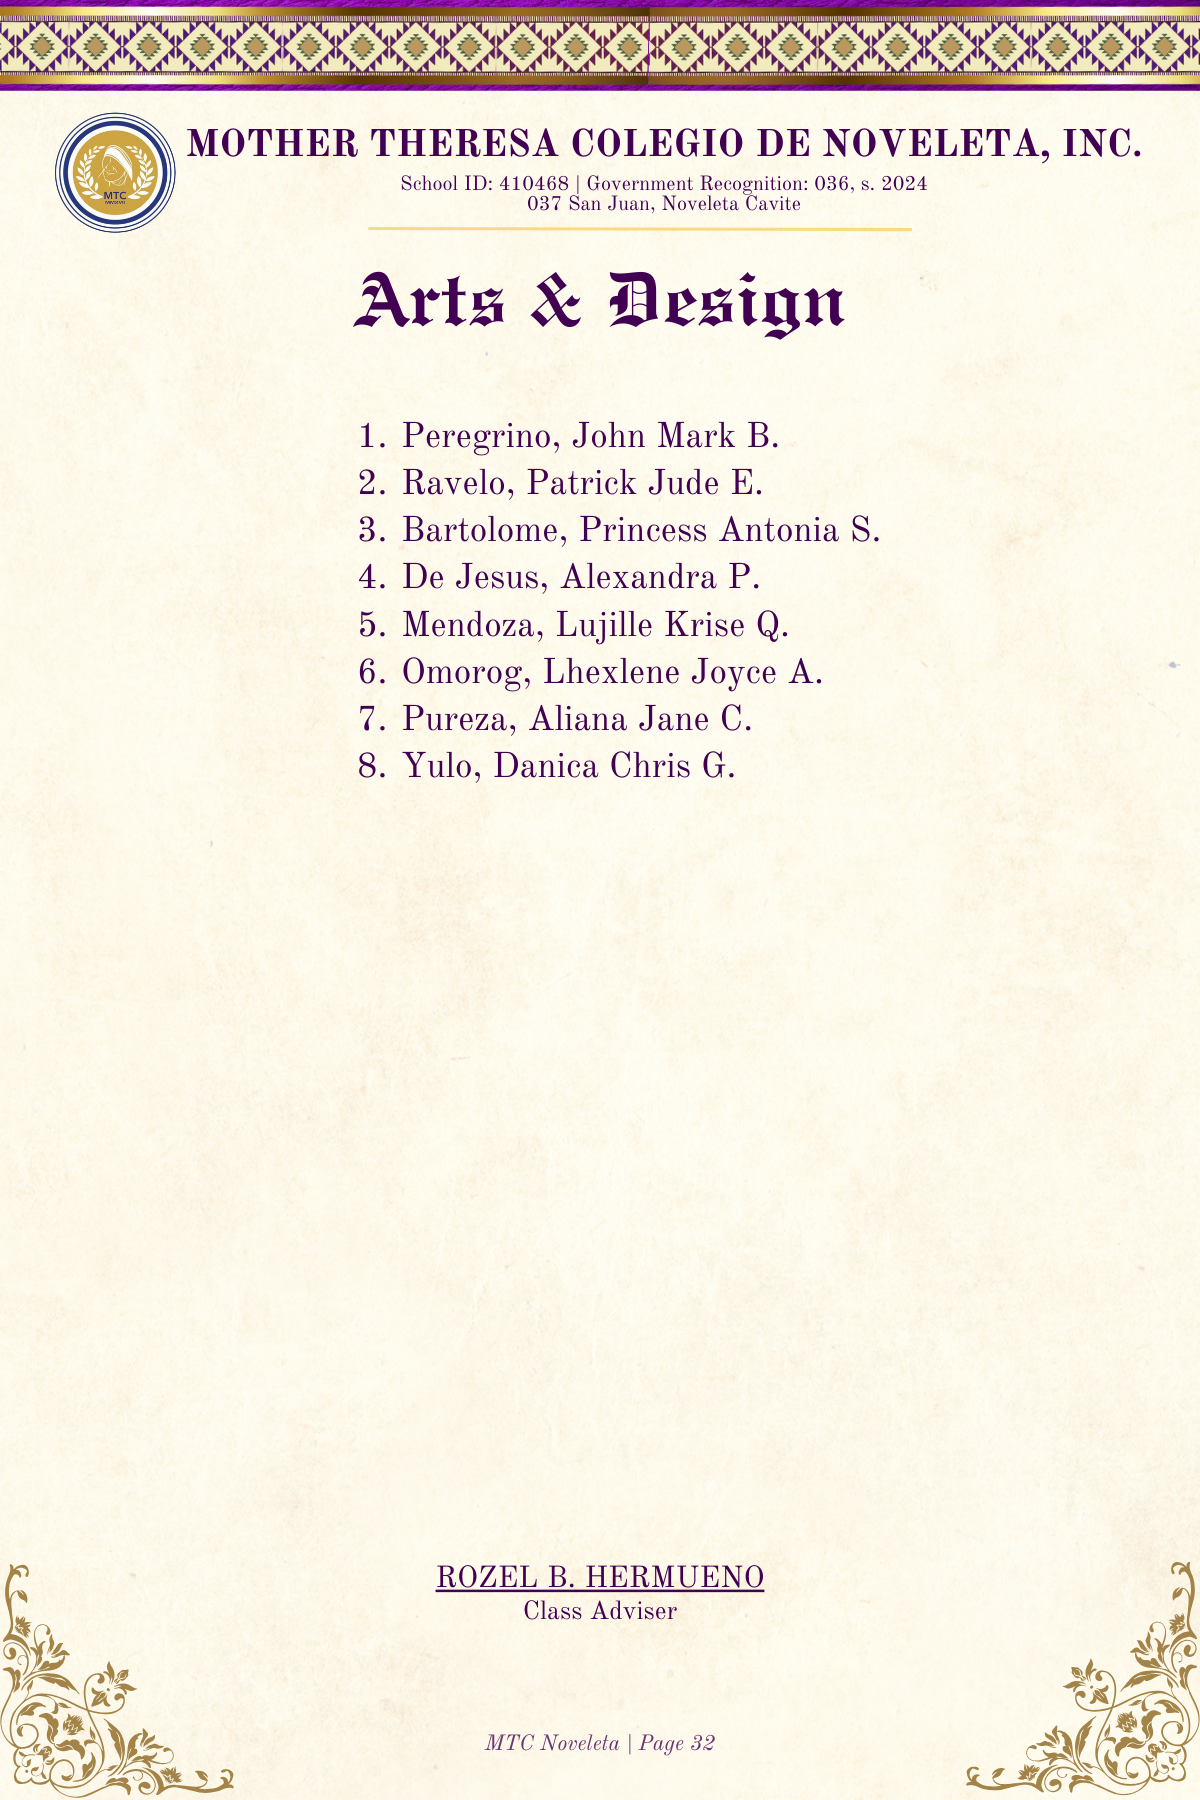 MTC
MOTHER THERESA COLEGIO DE NOVELETA, INC.
School ID: 410468 | Government Recognition: 036, s. 2024
037 San Juan, Noveleta Cavite
Arts & Design
1. Peregrino, John Mark B.
2. Ravelo, Patrick Jude E.
3. Bartolome, Princess Antonia S.
4. De Jesus, Alexandra P.
5. Mendoza, Lujille Krise Q.
6. Omorog, Lhexlene Joyce A.
7. Pureza, Aliana Jane C.
8. Yulo, Danica Chris G.
ROZEL B. HERMUENO
Class Adviser
MTC Noveleta | Page 32